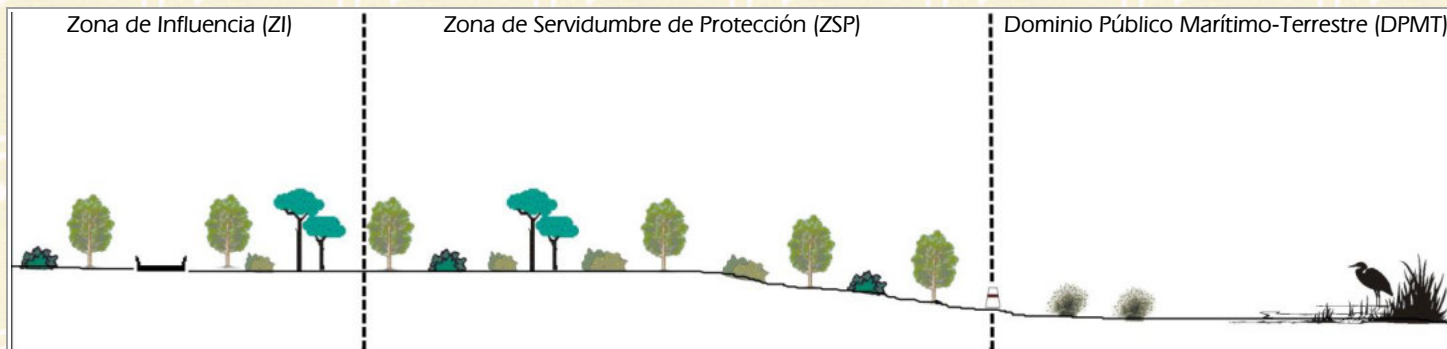 Zona de Influencia (ZI)
Zona de Servidumbre de Protección (ZSP)
Dominio Público Marítimo-Terrestre (DPMT)